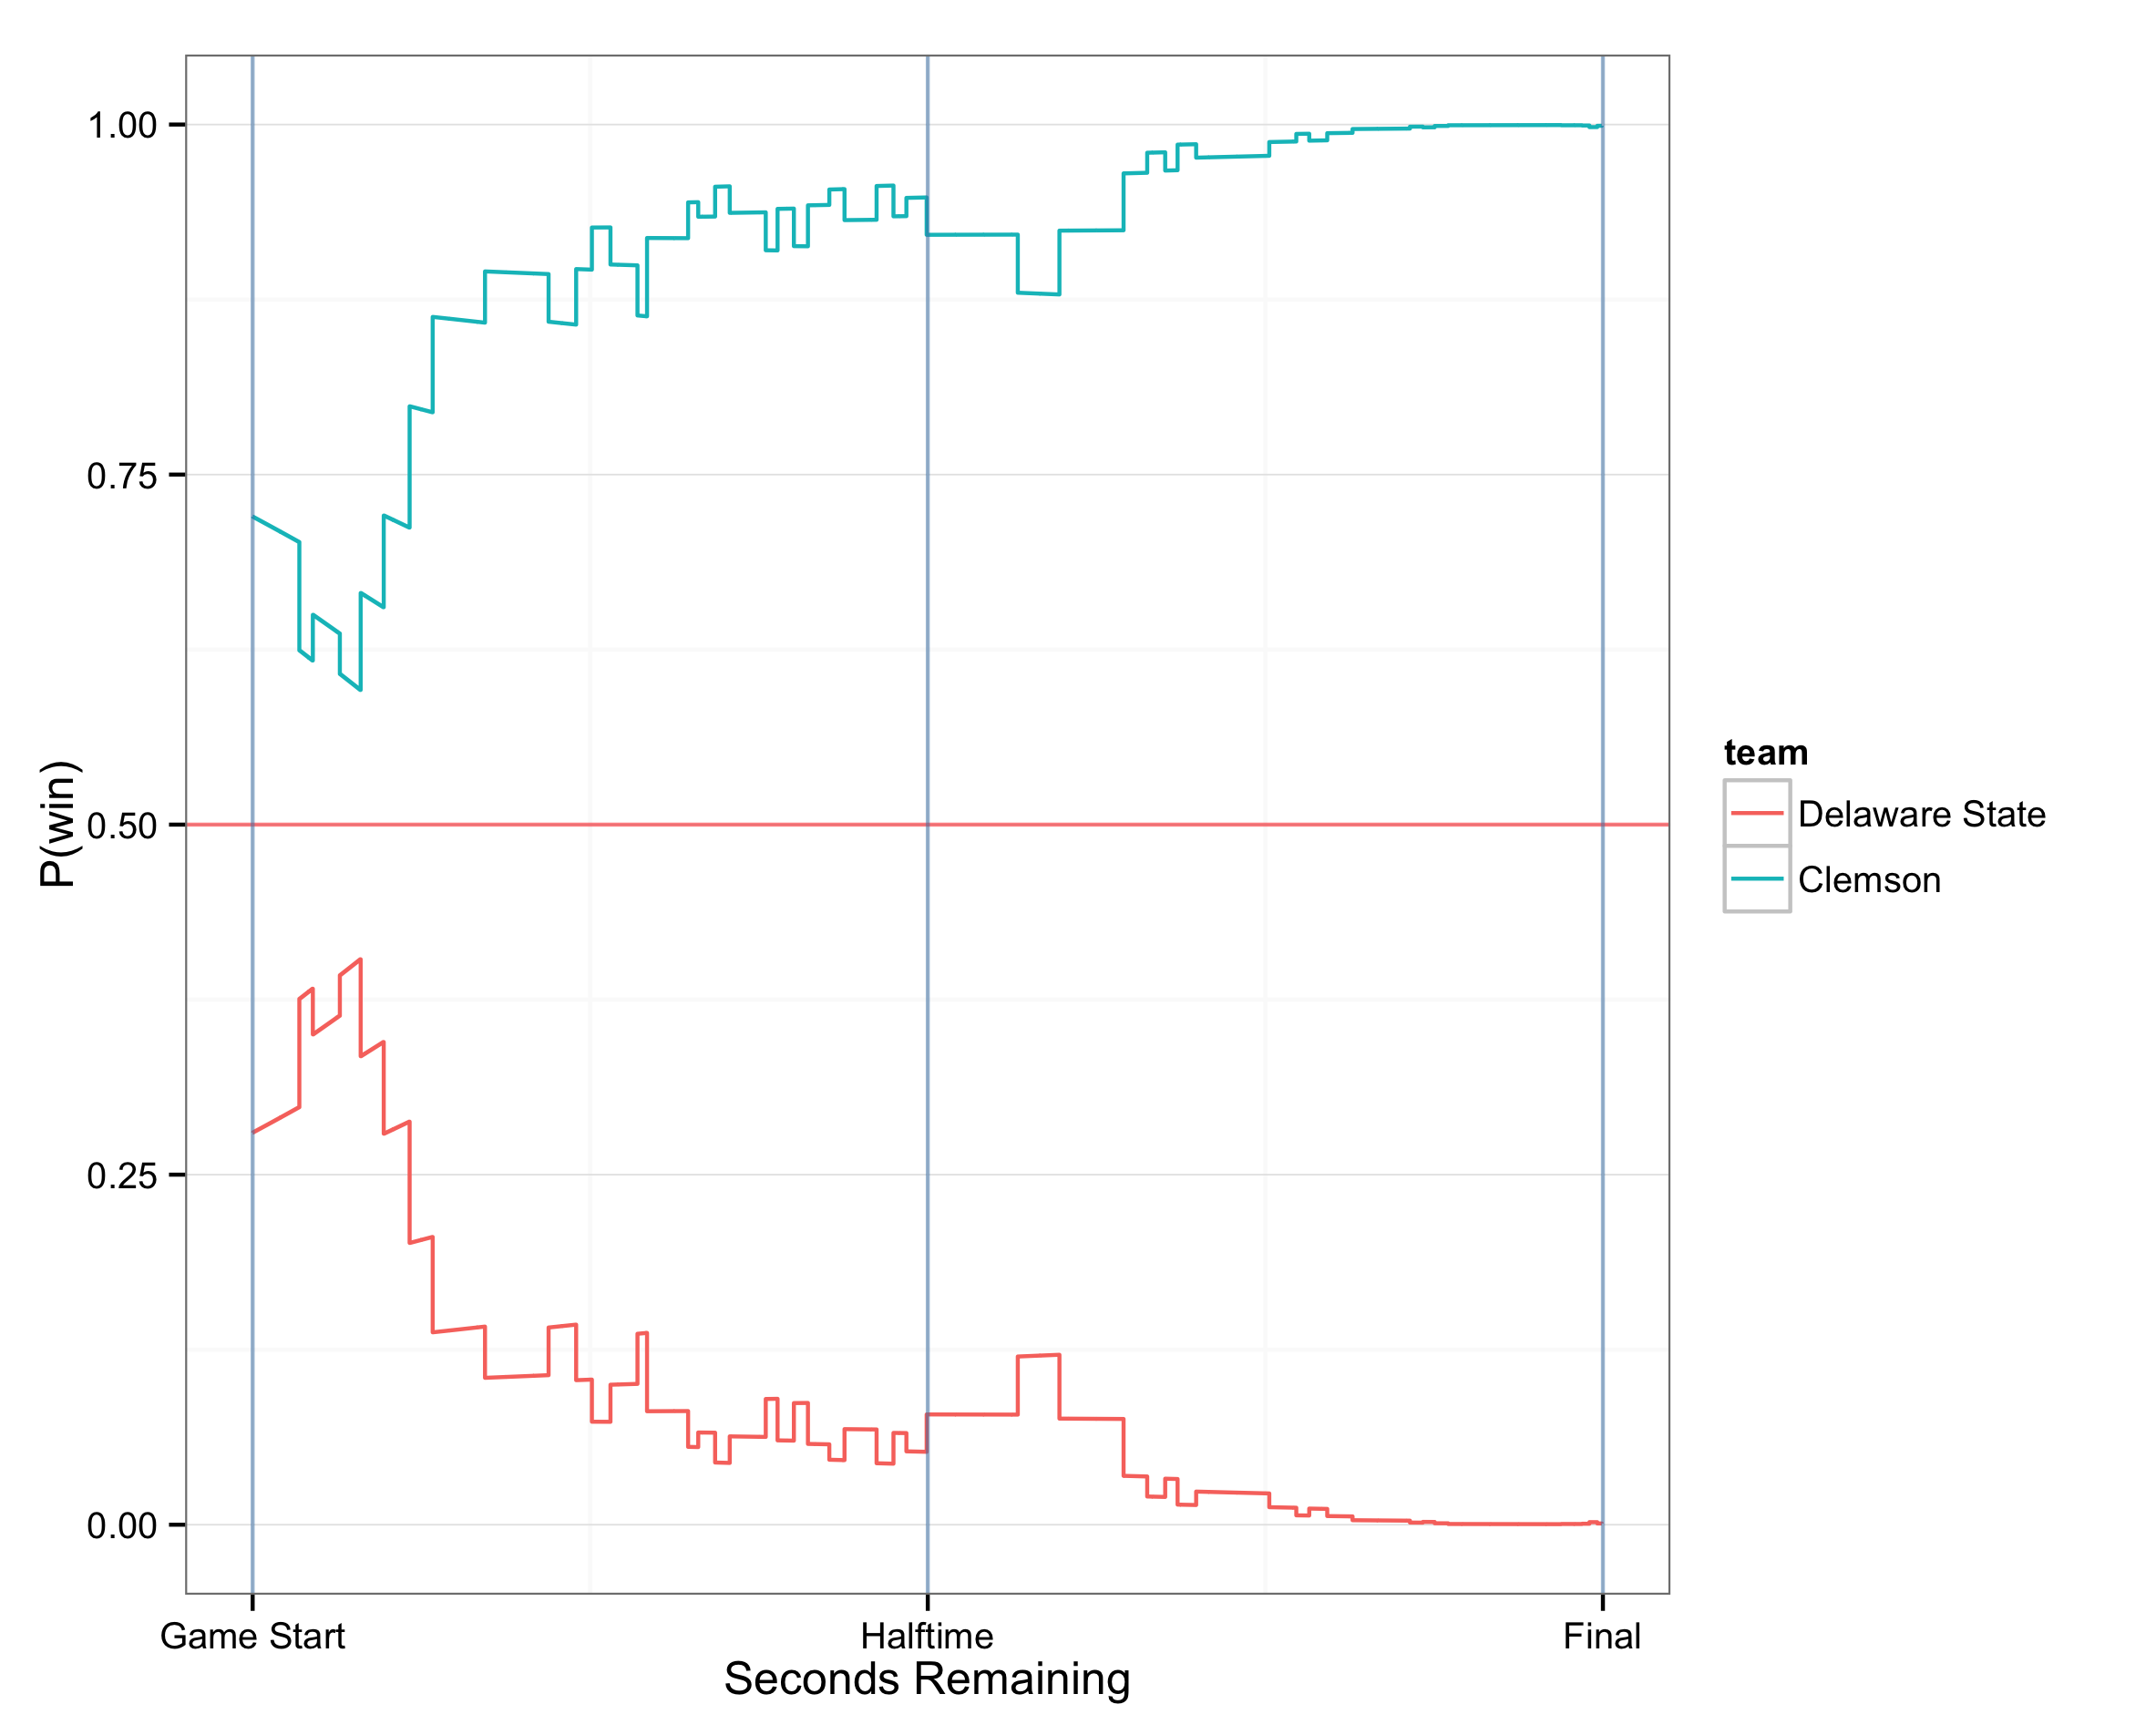 1.00
0.75
0.50
0.25
0.00
P(win)
Game Start
Halftime
Final
Seconds Remaining
team
Delaware State
Clemson